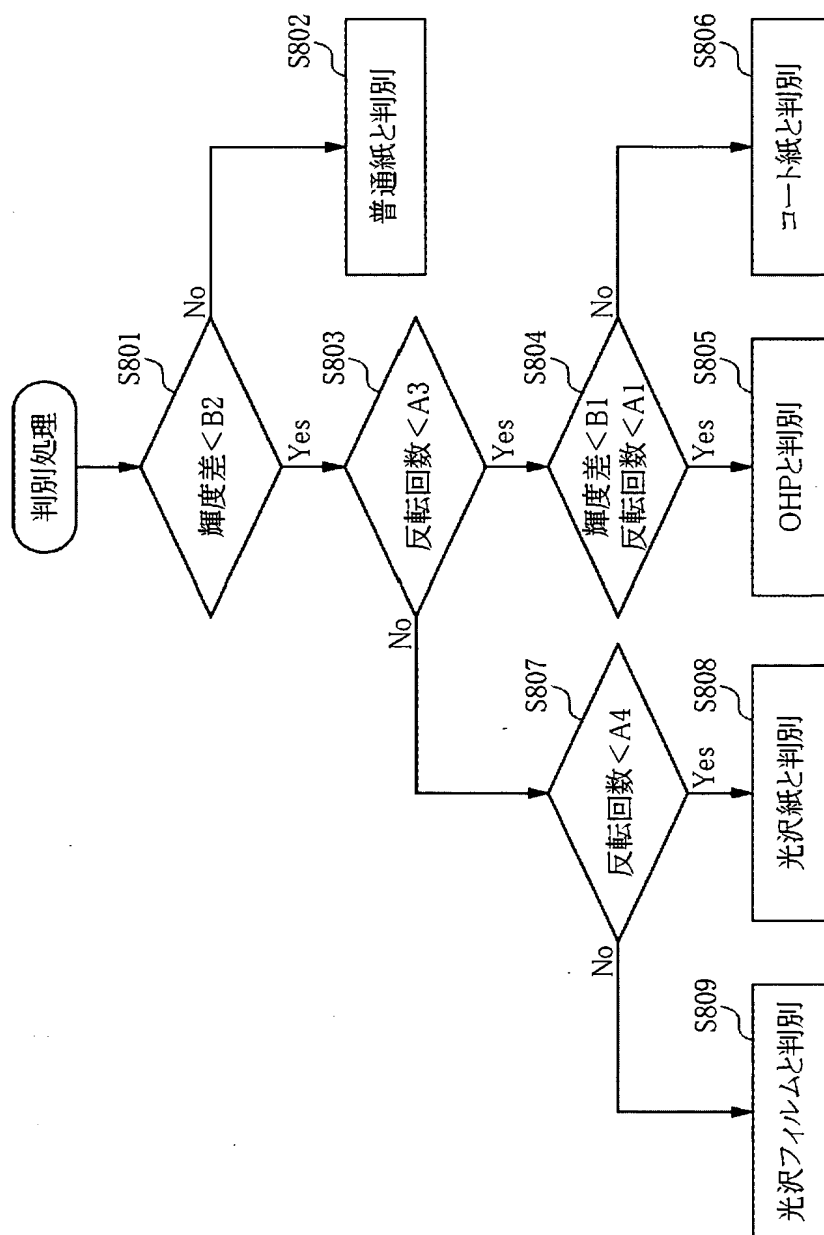 判別処理
S801
輝度差<B2
No
Yes
S802
普通紙と判別
S803
反転回数<A3
No
Yes
S804
輝度差<B1
反転回数<A1
No
Yes
S805
OHPと判別
S806
コート紙と判別
S807
反転回数<A4
No
Yes
S808
光沢紙と判別
S809
光沢フィルムと判別